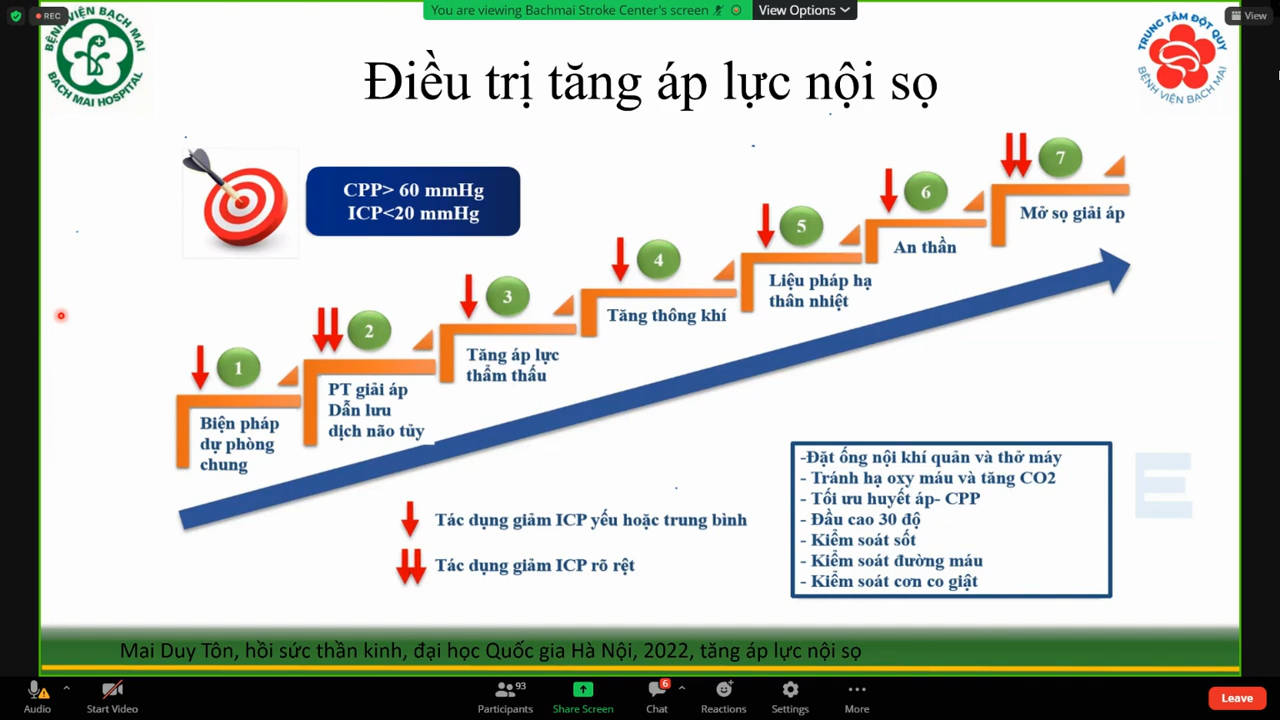 REC
You are viewing Bachmai Stroke Center's screen
View Options
View
BỆNH VIỆN BẠCH MAI
BACH MAI HOSPITAL
TRUNG TÂM ĐỘT QUỴ
BỆNH VIỆN BẠCH MAI
Điều trị tăng áp lực nội sọ
CPP> 60 mmHg
ICP<20 mmHg
1
Biện pháp
dự phòng
chung
2
PT giải áp
Dẫn lưu
dịch não tủy
3
Tăng áp lực
thẩm thấu
4
Tăng thông khí
5
Liệu pháp hạ
thân nhiệt
6
An thần
7
Mở sọ giải áp
Tác dụng giảm ICP yếu hoặc trung bình
Tác dụng giảm ICP rõ rệt
-Đặt ống nội khí quản và thở máy
- Tránh hạ oxy máu và tăng CO2
- Tối ưu huyết áp- CPP
- Đầu cao 30 độ
- Kiểm soát sốt
- Kiểm soát đường máu
- Kiểm soát cơn co giật
E
Mai Duy Tôn, hồi sức thần kinh, đại học Quốc gia Hà Nội, 2022, tăng áp lực nội sọ
Audio
Start Video
93
Participants
Share Screen
6
Chat
Reactions
Settings
More
Leave